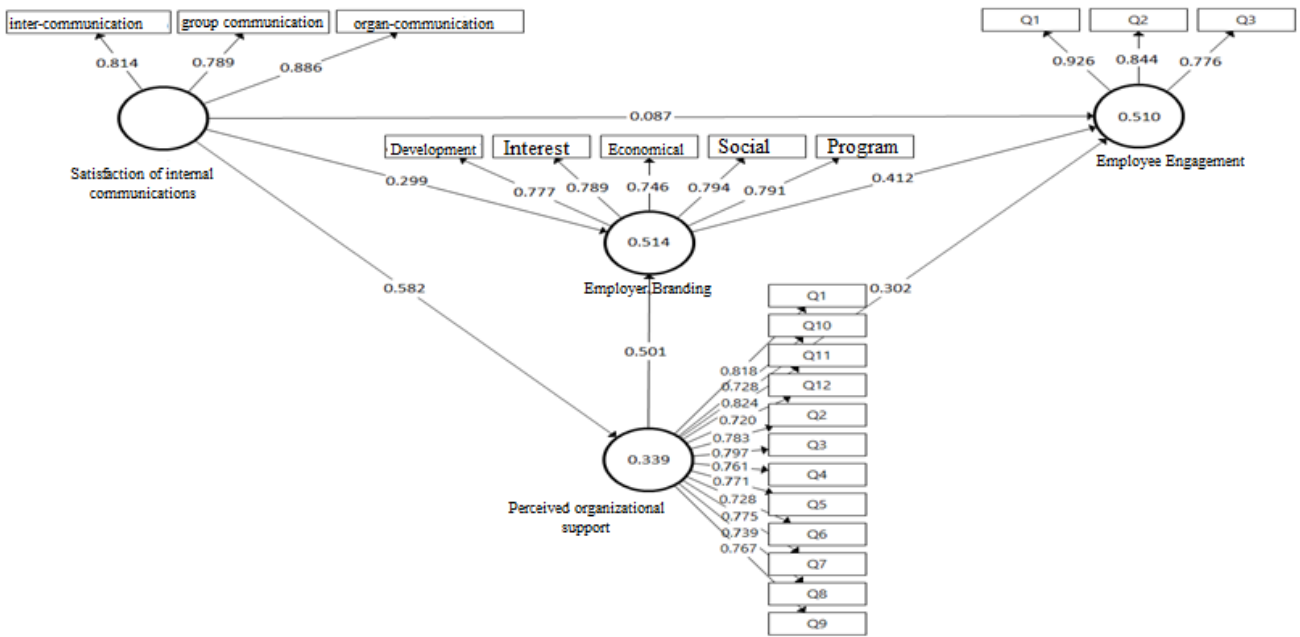 inter-communication
group communication
organ-communication
Q1
Q2
Q3
0.814
0.789
0.886
0.926
0.844
0.776
0.087
0.510
Satisfaction of internal
communications
Employee Engagement
Development
Interest
Economical
Social
Program
0.299
0.777
0.789
0.746
0.794
0.791
0.412
0.514
Employer Branding
0.582
0.302
0.501
Q1
Q10
Q11
Q12
Q2
Q3
Q4
Q5
Q6
Q7
Q8
Q9
0.818
0.728
0.824
0.720
0.783
0.797
0.761
0.771
0.728
0.775
0.739
0.767
0.339
Perceived organizational
support